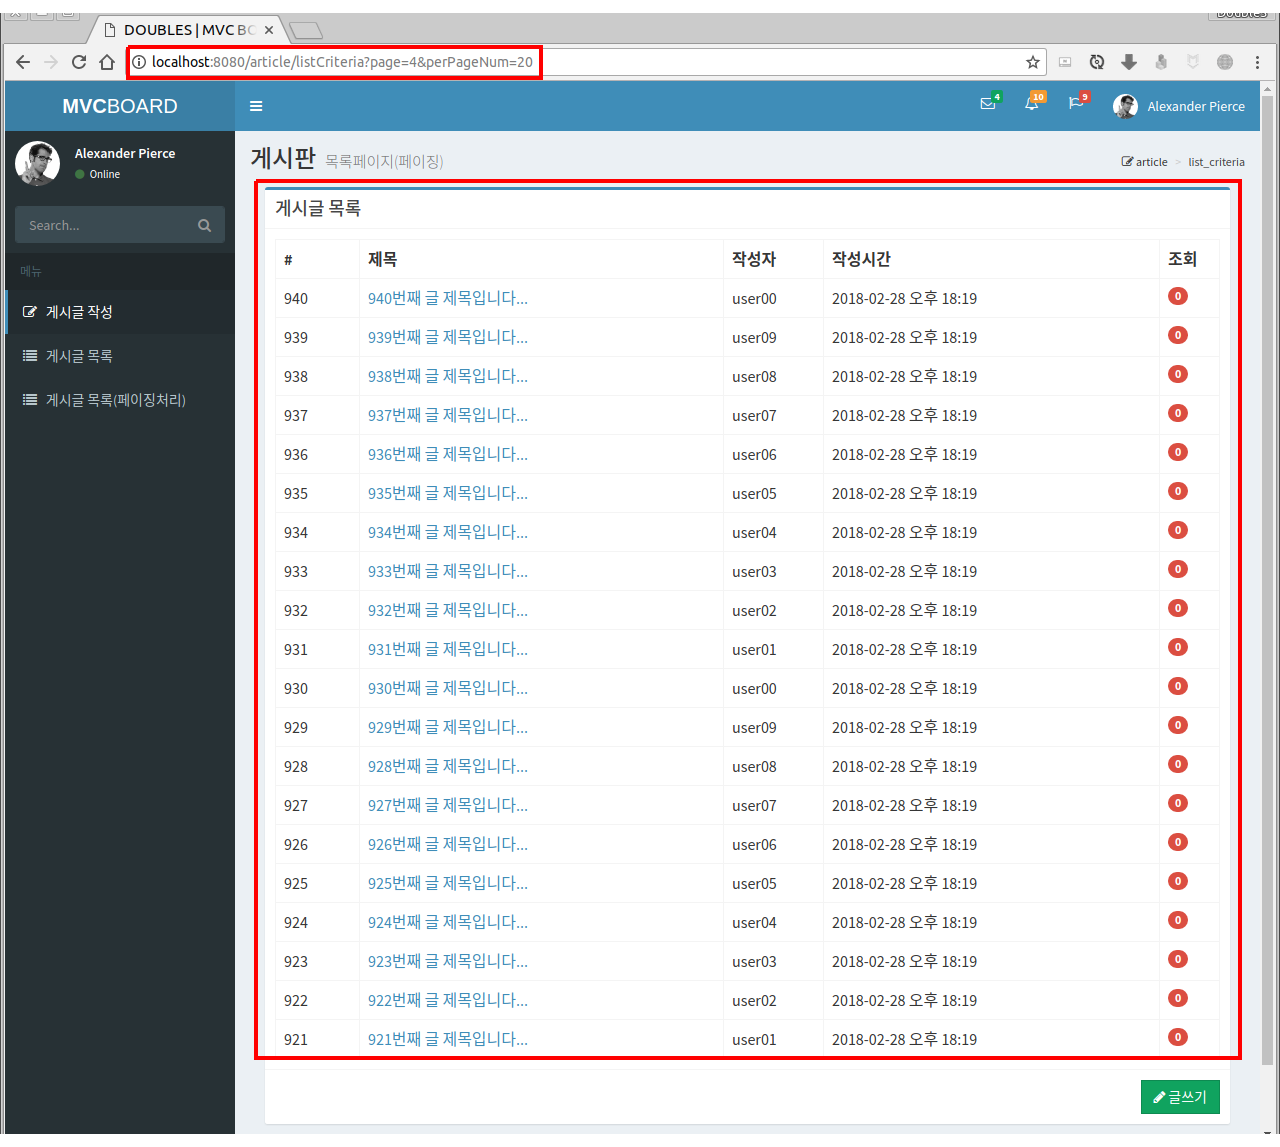 Doubles
DOUBLES | MVC BO
localhost:8080/article/listCriteria?page=4&perPageNum=20
MVCBOARD
4
10
9
Alexander Pierce
Alexander Pierce
Online
게시판 목록페이지(페이징)
article > list_criteria
Search...
메뉴
게시글 작성
게시글 목록
게시글 목록(페이징처리)
게시글 목록
# 제목 작성자 작성시간 조회
940 940번째 글 제목입니다... user00 2018-02-28 오후 18:19 0
939 939번째 글 제목입니다... user09 2018-02-28 오후 18:19 0
938 938번째 글 제목입니다... user08 2018-02-28 오후 18:19 0
937 937번째 글 제목입니다... user07 2018-02-28 오후 18:19 0
936 936번째 글 제목입니다... user06 2018-02-28 오후 18:19 0
935 935번째 글 제목입니다... user05 2018-02-28 오후 18:19 0
934 934번째 글 제목입니다... user04 2018-02-28 오후 18:19 0
933 933번째 글 제목입니다... user03 2018-02-28 오후 18:19 0
932 932번째 글 제목입니다... user02 2018-02-28 오후 18:19 0
931 931번째 글 제목입니다... user01 2018-02-28 오후 18:19 0
930 930번째 글 제목입니다... user00 2018-02-28 오후 18:19 0
929 929번째 글 제목입니다... user09 2018-02-28 오후 18:19 0
928 928번째 글 제목입니다... user08 2018-02-28 오후 18:19 0
927 927번째 글 제목입니다... user07 2018-02-28 오후 18:19 0
926 926번째 글 제목입니다... user06 2018-02-28 오후 18:19 0
925 925번째 글 제목입니다... user05 2018-02-28 오후 18:19 0
924 924번째 글 제목입니다... user04 2018-02-28 오후 18:19 0
923 923번째 글 제목입니다... user03 2018-02-28 오후 18:19 0
922 922번째 글 제목입니다... user02 2018-02-28 오후 18:19 0
921 921번째 글 제목입니다... user01 2018-02-28 오후 18:19 0
글쓰기